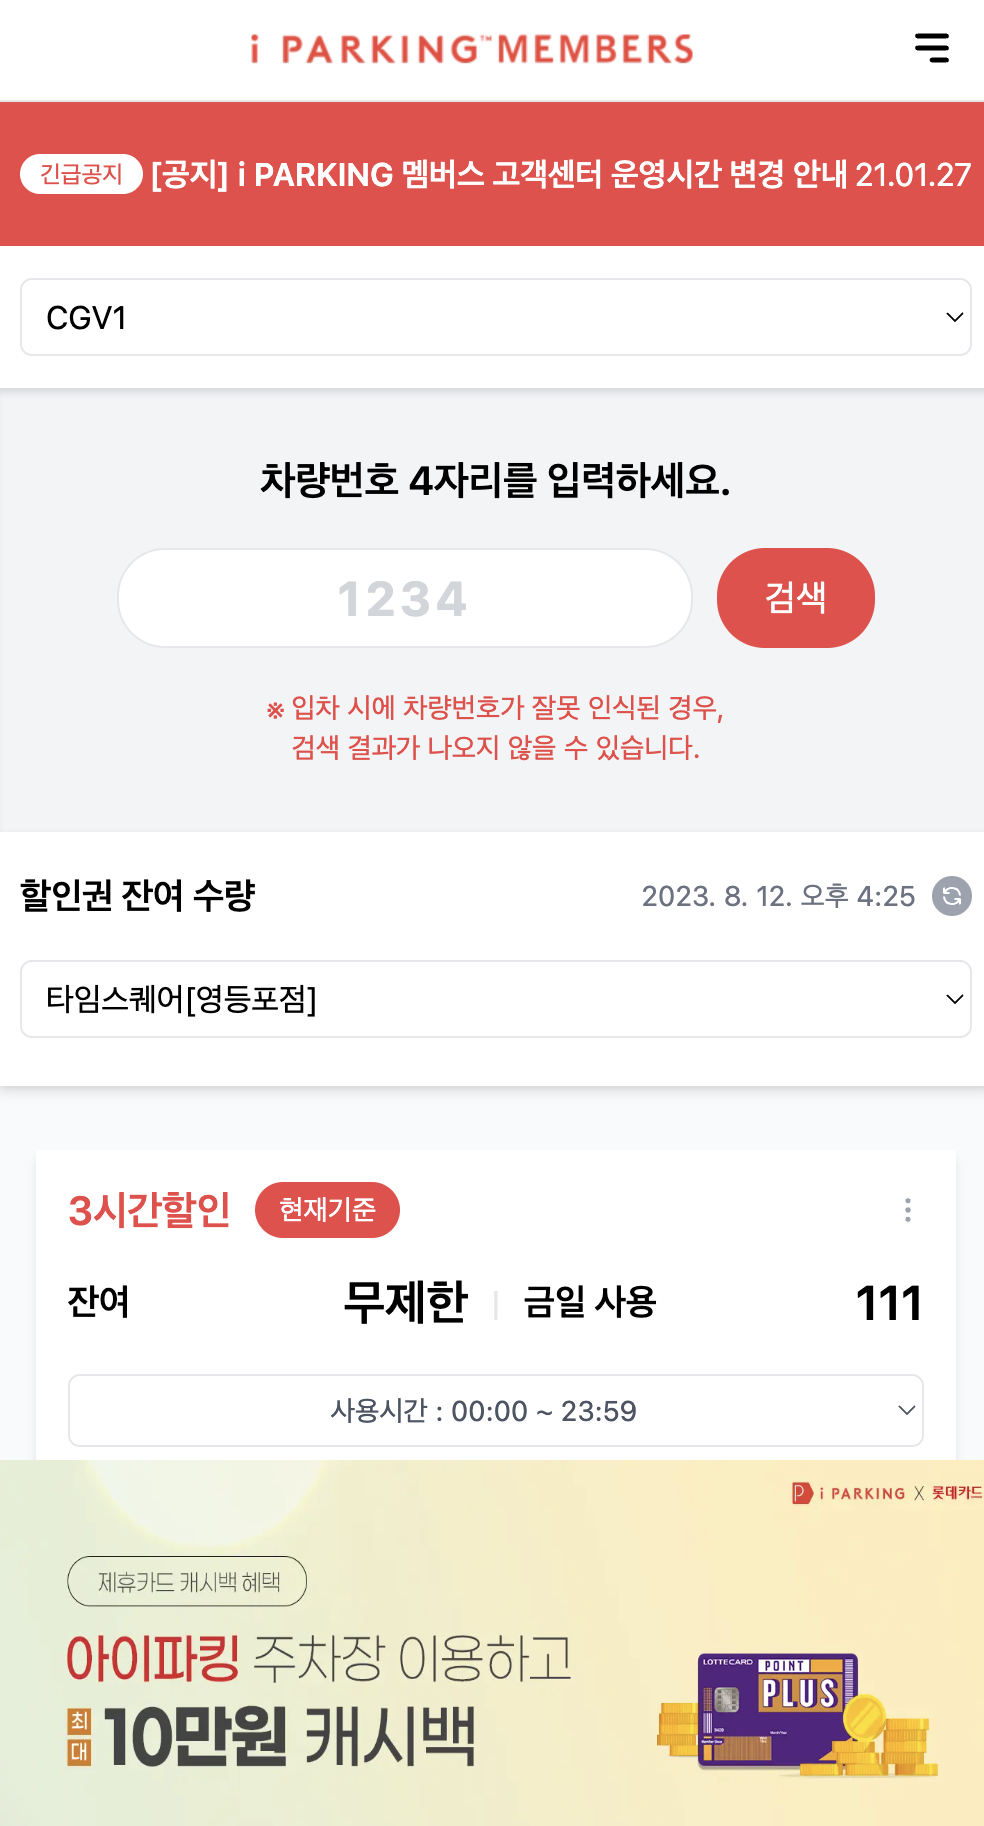 i PARKING™MEMBERS
긴급공지 [공지] i PARKING 멤버스 고객센터 운영시간 변경 안내 21.01.27
CGV1
차량번호 4자리를 입력하세요.
1234 검색
※ 입차 시에 차량번호가 잘못 인식된 경우,
검색 결과가 나오지 않을 수 있습니다.
할인권 잔여 수량 2023. 8. 12. 오후 4:25
타임스퀘어[영등포점]
3시간할인 현재기준
잔여 무제한 금일 사용 111
사용시간 : 00:00 ~ 23:59
P i PARKING X 롯데카드
제휴카드 캐시백 혜택
아이파킹 주차장 이용하고
최대 10만원 캐시백
LOTTECARD POINT
PLUS